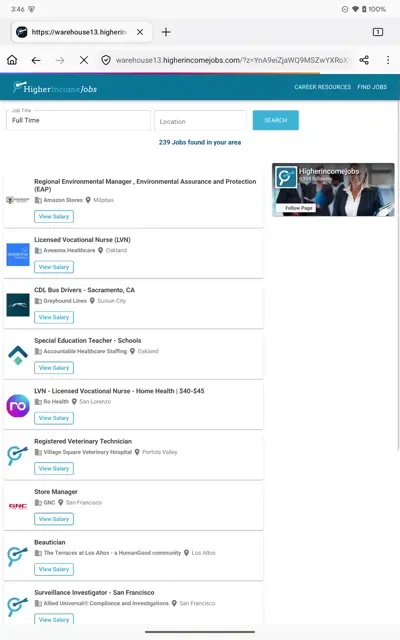 3:46
100%
https://warehouse13.higherin
1
warehouse13.higherincomejobs.com/?z=YnA9eiZjaWQ9MSZwYXRoX
HigherincomeJobs
CAREER RESOURCES FIND JOBS
Job Title
Full Time
Location
SEARCH
239 Jobs found in your area
Regional Environmental Manager , Environmental Assurance and Protection
(EAP)
Amazon Stores Milpitas
View Salary
Higherincomejobs
Follow Page
Licensed Vocational Nurse (LVN)
Aveanna Healthcare Oakland
View Salary
CDL Bus Drivers - Sacramento, CA
Greyhound Lines Suisun City
View Salary
Special Education Teacher - Schools
Accountable Healthcare Staffing Oakland
View Salary
LVN - Licensed Vocational Nurse - Home Health | $40-$45
ro
Ro Health San Lorenzo
View Salary
Registered Veterinary Technician
Village Square Veterinary Hospital Portola Valley
View Salary
Store Manager
GNC
GNC San Francisco
View Salary
Beautician
The Terraces at Los Altos - a HumanGood community Los Altos
View Salary
Surveillance Investigator - San Francisco
Allied Universal® Compliance and Investigations San Francisco
View Salary